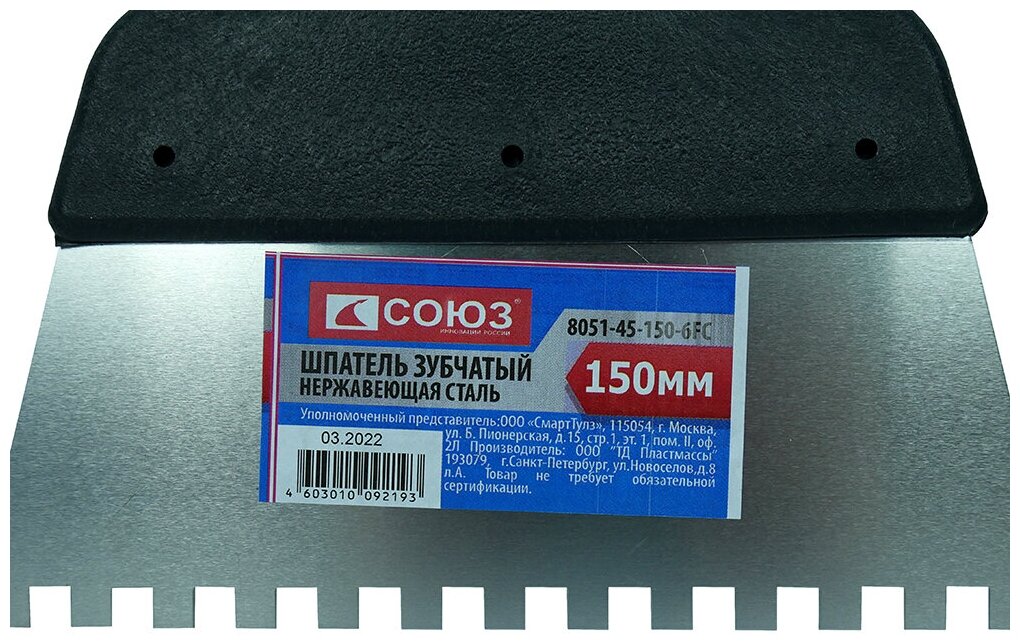 СОЮЗ®
ИННОВАЦИИ РОССИИ
8051-45-150-6FC
ШПАТЕЛЬ ЗУБЧАТЫЙ
НЕРЖАВЕЮЩАЯ СТАЛЬ
150мм
Уполномоченный представитель:ООО «СмартТулз», 115054, г. Москва,
ул. Б. Пионерская, д.15, стр.1, эт. 1, пом. II, оф.
2Л Производитель: ООО "ТД Пластмассы"
193079, г.Санкт-Петербург, ул.Новоселов,д.8
л.А. Товар не требует обязательной
сертификации.
03.2022
4 603010 092193